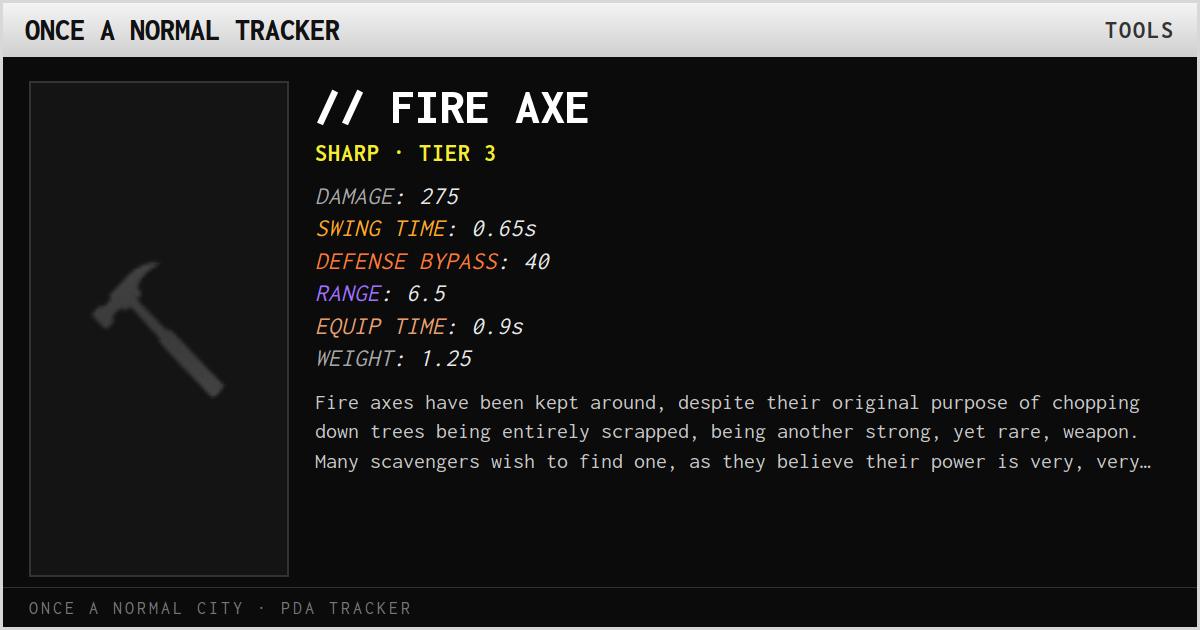 ONCE A NORMAL TRACKER
TOOLS
// FIRE AXE
SHARP · TIER 3
DAMAGE: 275
SWING TIME: 0.65s
DEFENSE BYPASS: 40
RANGE: 6.5
EQUIP TIME: 0.9s
WEIGHT: 1.25
Fire axes have been kept around, despite their original purpose of chopping
down trees being entirely scrapped, being another strong, yet rare, weapon.
Many scavengers wish to find one, as they believe their power is very, very…
ONCE A NORMAL CITY · PDA TRACKER